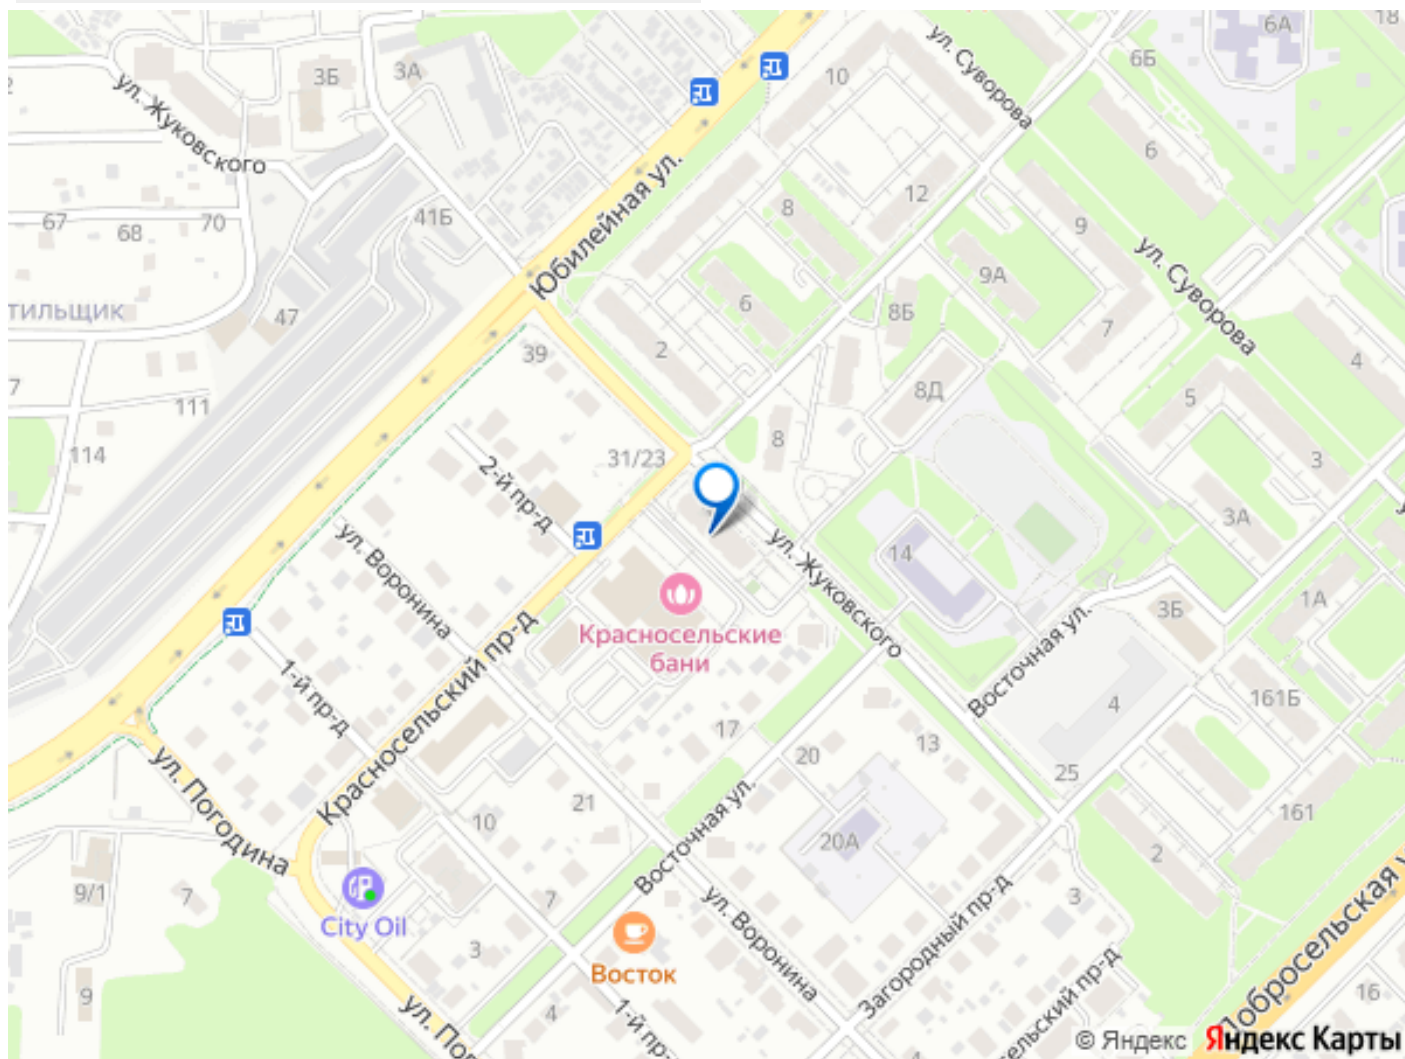 18
6А
3Б
3А
10
6Б
ул. Суворова
ул. Жуковского
6
Юбилейная ул.
12
67
68
70
41Б
8
9
ул. Суворова
9А
тильщик
47
6
8Б
7
39
2
4
7
111
8Д
5
114
31/23
8
3
2-й пр-д
3А
ул. Воронина
ул. Жуковского
14
1А
3Б
Красносельские
бани
Восточная ул.
1-й пр-д
Красносельский пр-д
161Б
4
17
13
20
25
ул. Погодина
21
10
Восточная ул.
20А
161
2
9/1
7
City Oil
7
ул. Воронина
3
Загородный пр-д
3
Восток
Добросельская
9
4
1-й пр-д
16
© Яндекс
Яндекс Карты